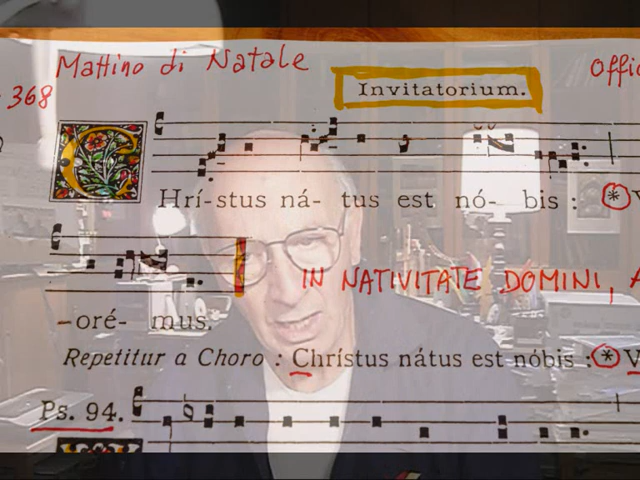 Mattino di Natale
Invitatorium.
368
Hrí-stus ná- tus est nó- bis : *
IN NATIVITATE DOMINI,
-oré- mus.
Repetitur a Choro : Chrístus nátus est nóbis : * V
Ps. 94.